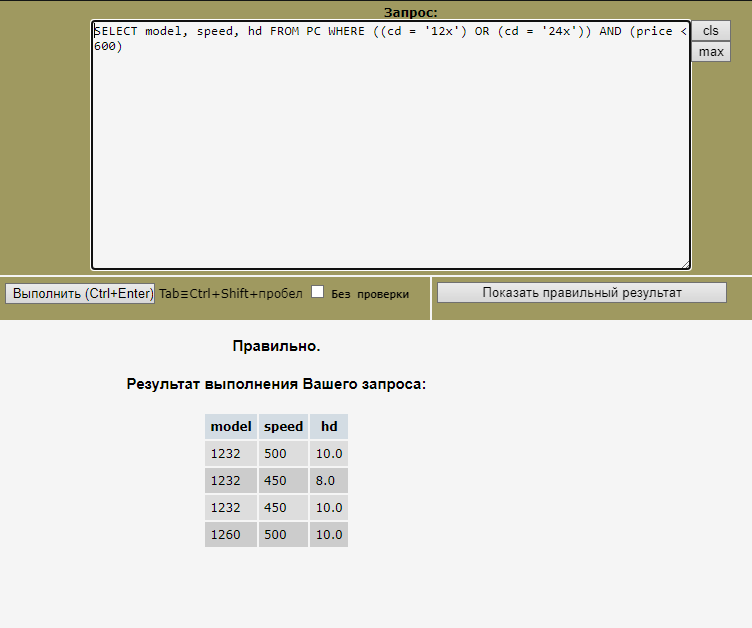 Запрос:
SELECT model, speed, hd FROM PC WHERE ((cd = '12x') OR (cd = '24x')) AND (price <
600)
cls
max
Выполнить (Ctrl+Enter) Tab≡Ctrl+Shift+пробел Без проверки Показать правильный результат
Правильно.
Результат выполнения Вашего запроса:
model speed hd
1232 500 10.0
1232 450 8.0
1232 450 10.0
1260 500 10.0